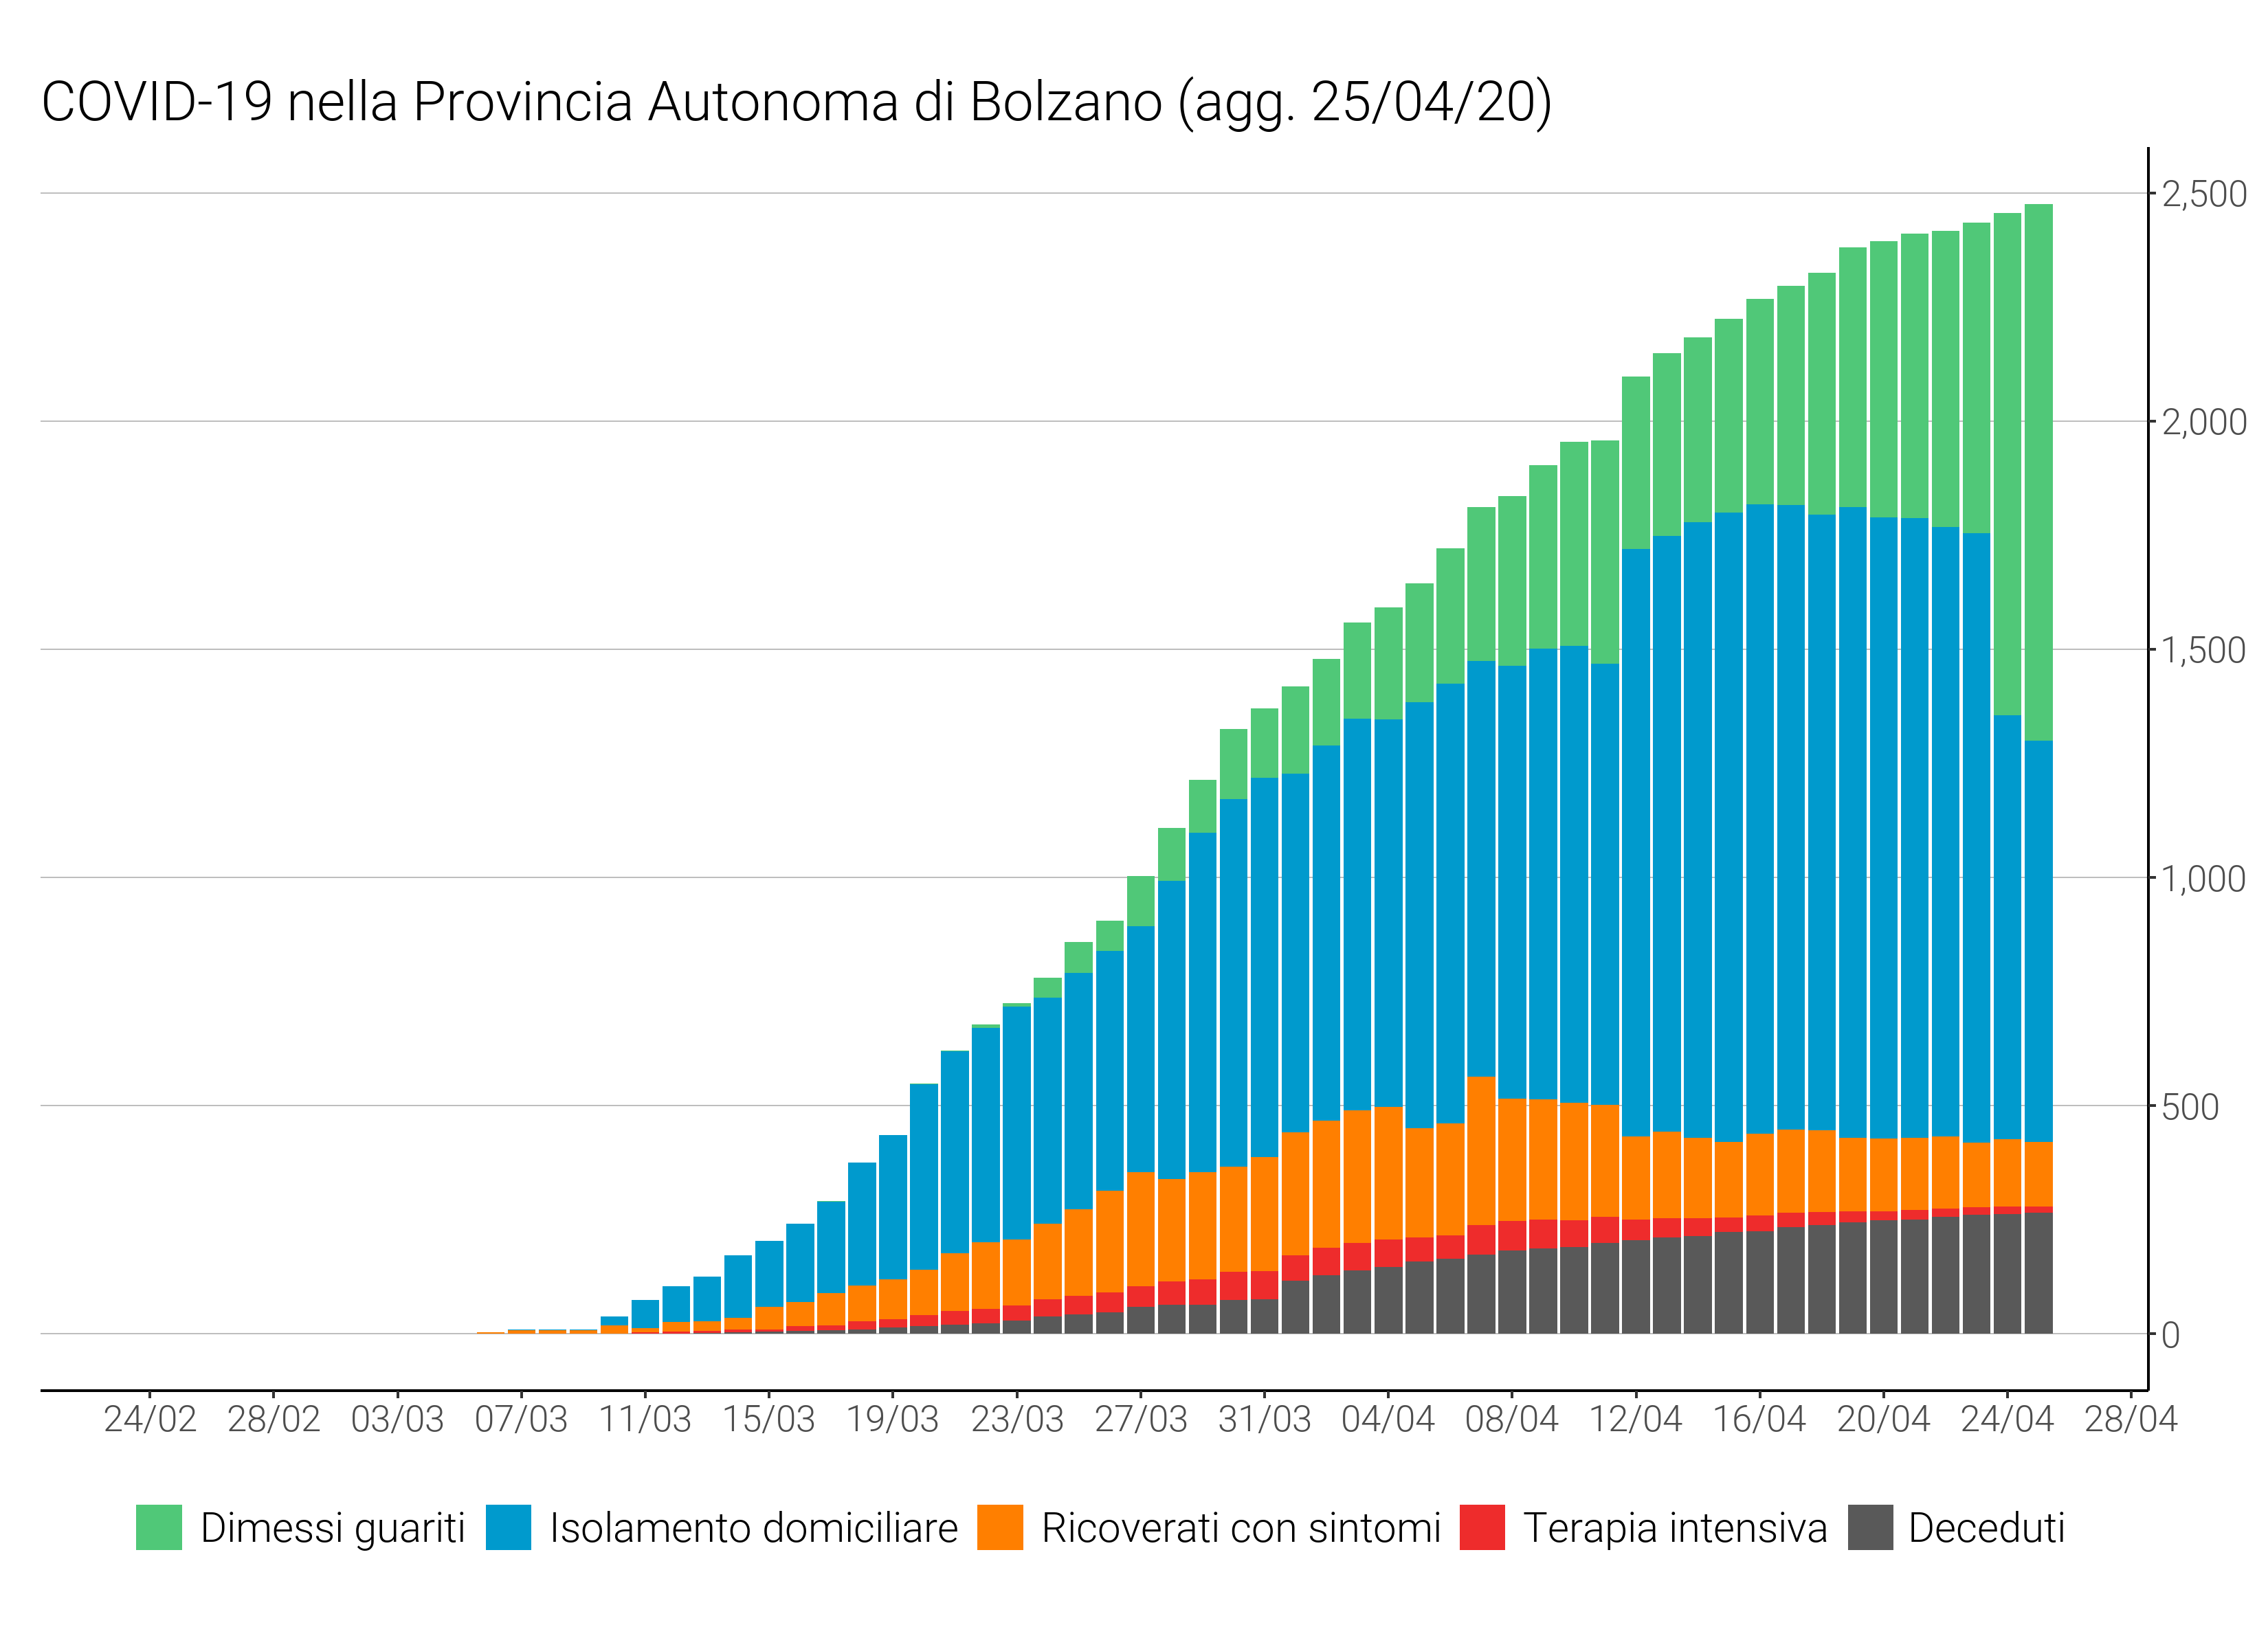 COVID-19 nella Provincia Autonoma di Bolzano (agg. 25/04/20)
2,500
2,000
1,500
1,000
500
0
24/02 28/02 03/03 07/03 11/03 15/03 19/03 23/03 27/03 31/03 04/04 08/04 12/04 16/04 20/04 24/04 28/04
Dimessi guariti Isolamento domiciliare Ricoverati con sintomi Terapia intensiva Deceduti